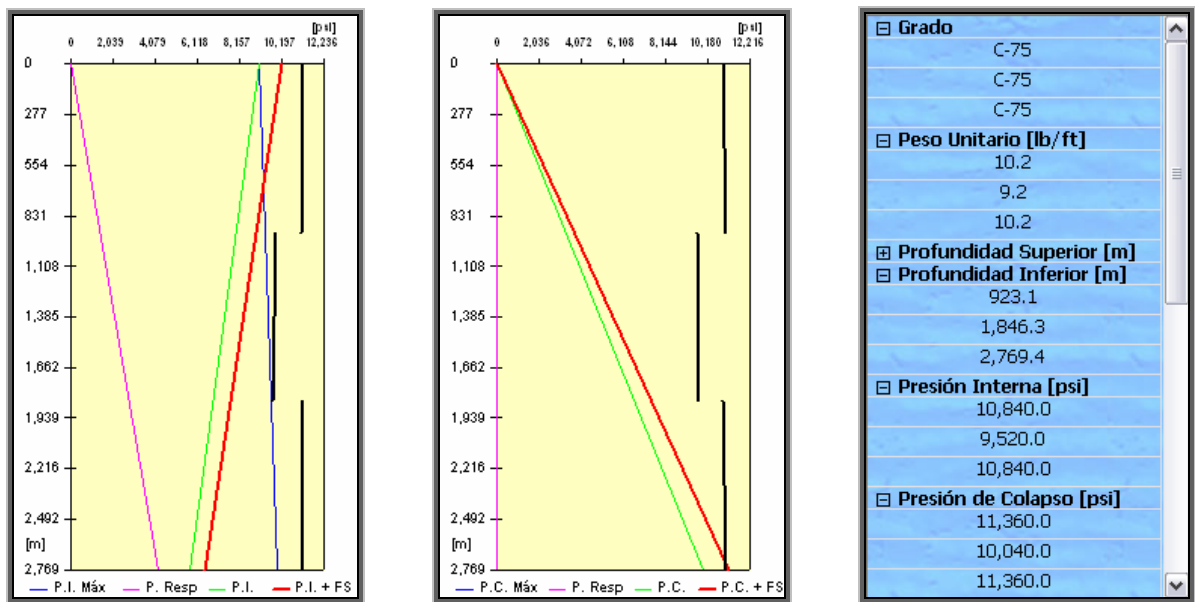 [psi]
0 2,039 4,079 6,118 8,157 10,197 12,236
0
277
554
831
1,108
1,385
1,662
1,939
2,216
2,492
[m]
2,769
P.I. Máx P. Resp P.I. P.I. + FS
[psi]
0 2,036 4,072 6,108 8,144 10,180 12,216
0
277
554
831
1,108
1,385
1,662
1,939
2,216
2,492
[m]
2,769
P.C. Máx P. Resp P.C. P.C. + FS
Grado
C-75
C-75
C-75
Peso Unitario [lb/ft]
10.2
9.2
10.2
Profundidad Superior [m]
Profundidad Inferior [m]
923.1
1,846.3
2,769.4
Presión Interna [psi]
10,840.0
9,520.0
10,840.0
Presión de Colapso [psi]
11,360.0
10,040.0
11,360.0